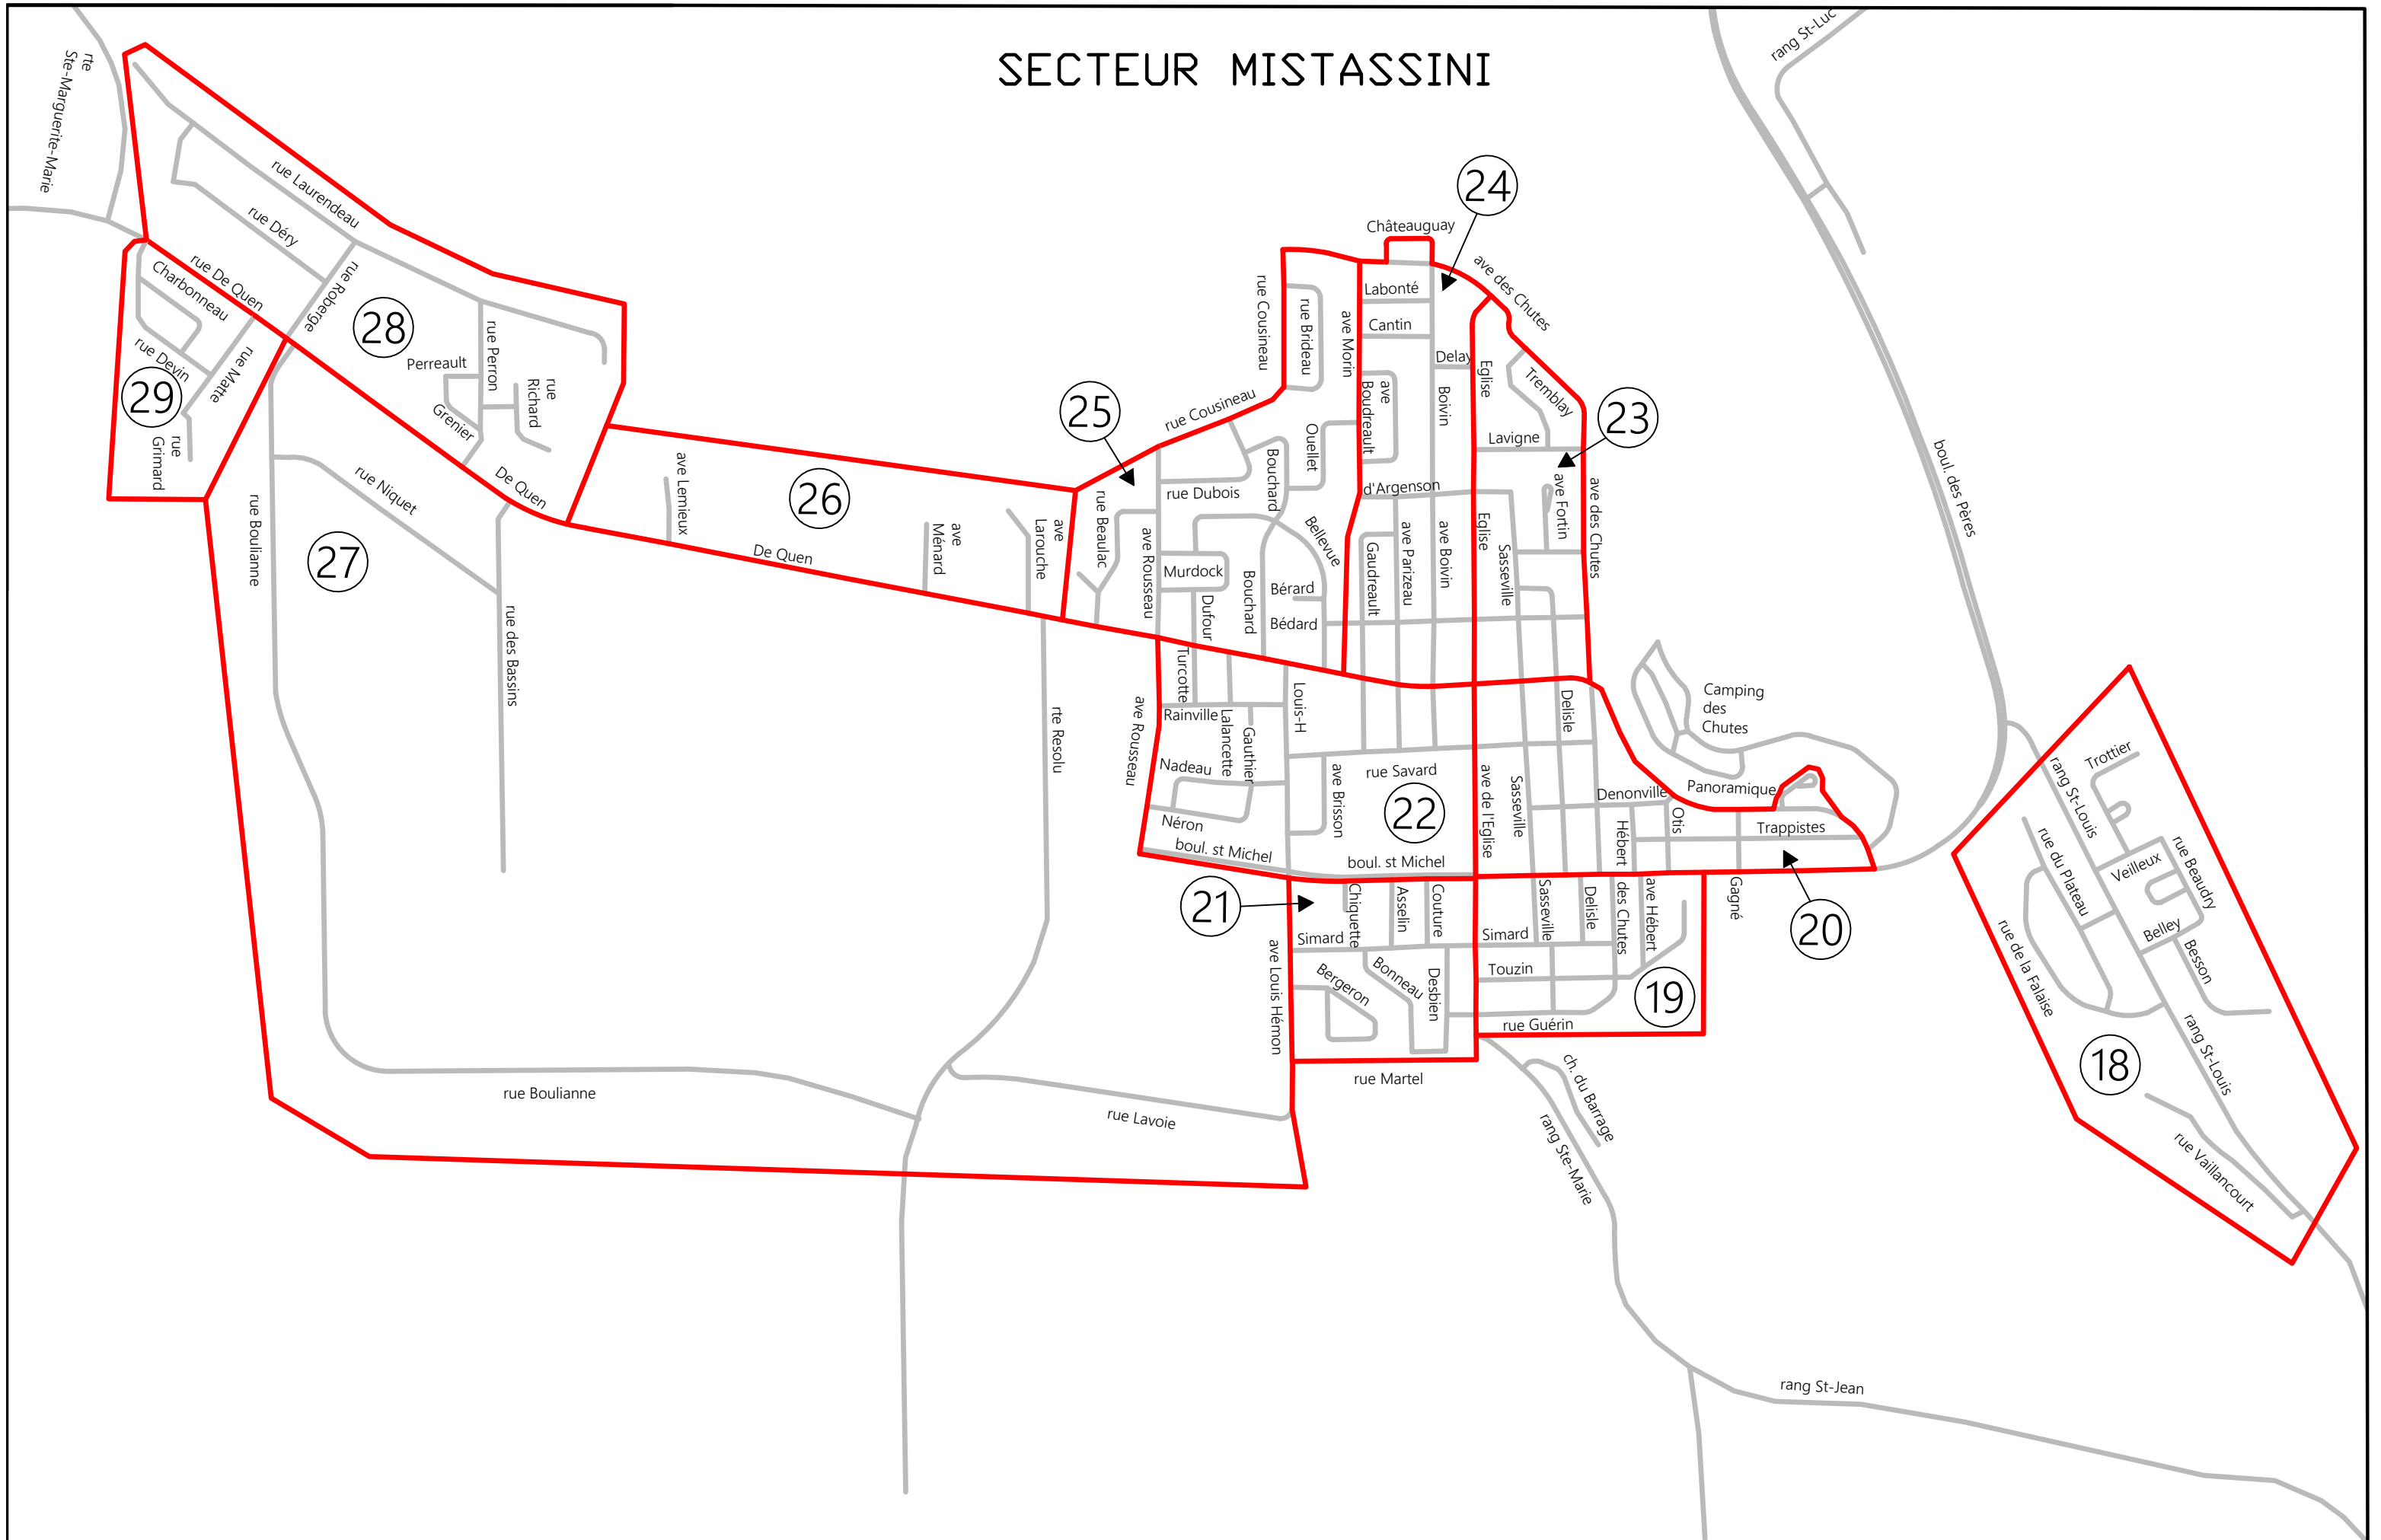 SECTEUR MISTASSINI
rang St-Luc
rte
Ste-Marguerite-Marie
rue Laurendeau
rue Déry
rue De Quen
Charbonneau
rue Roberge
28
rue Perron
Perreault
Grenier
rue
Richard
rue Devin
rue Matte
29
rue
Grimard
De Quen
rue Niquet
rue Boulianne
27
rue des Bassins
ave Lemieux
26
De Quen
ave
Ménard
ave
Larouche
24
Châteauguay
ave des Chutes
Labonté
Cantin
Delay
rue Cousineau
rue Brideau
ave Morin
ave
Boudreault
Boivin
Eglise
Tremblay
23
Lavigne
25
rue Cousineau
Ouellet
Bouchard
rue Dubois
d'Argenson
ave Fortin
ave des Chutes
rue Beaulac
ave Rousseau
Murdock
Dufour
Bouchard
Bellevue
Bérard
Bédard
Gaudreault
ave Parizeau
ave Boivin
Eglise
Sasseville
boul. des Pères
Turcotte
Rainville
Lalancette
Gauthier
Louis-H
ave Rousseau
Nadeau
Néron
boul. st Michel
rue Savard
ave Brisson
22
boul. st Michel
ave de l'Eglise
Sasseville
Delisle
Camping
des
Chutes
Denonville
Panoramique
Hébert
Otis
Trappistes
20
Gagné
rte Resolu
21
Chiquette
Asselin
Couture
Simard
Bergeron
Bonneau
Desbien
ave Louis Hémon
Simard
Sasseville
Delisle
des Chutes
ave Hébert
Touzin
19
rue Guérin
rue Martel
ch. du Barrage
rang Ste-Marie
rue Boulianne
rue Lavoie
rang St-Jean
rang St-Louis
Trottier
rue du Plateau
Veilleux
rue Beaudry
Belley
Besson
rue de la Falaise
rang St-Louis
18
rue Vaillancourt